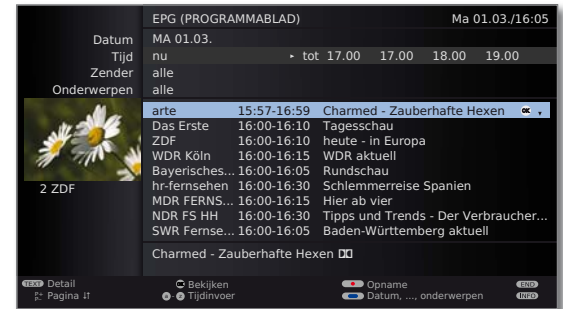 EPG (PROGRAMMABLAD) Ma 01.03./16:05
Datum MA 01.03.
Tijd nu ▸ tot 17.00 17.00 18.00 19.00
Zender alle
Onderwerpen alle
arte 15:57-16:59 Charmed - Zauberhafte Hexen OK
Das Erste 16:00-16:10 Tagesschau
ZDF 16:00-16:10 heute - in Europa
WDR Köln 16:00-16:15 WDR aktuell
Bayerisches... 16:00-16:05 Rundschau
hr-fernsehen 16:00-16:30 Schlemmerreise Spanien
MDR FERNS... 16:00-16:15 Hier ab vier
NDR FS HH 16:00-16:30 Tipps und Trends - Der Verbraucher...
SWR Fernse... 16:00-16:05 Baden-Württemberg aktuell
2 ZDF
Charmed - Zauberhafte Hexen
TEXT Detail OK Bekijken Opname END
P+ P- Pagina 0-9 Tijdinvoer Datum, ..., onderwerpen INFO